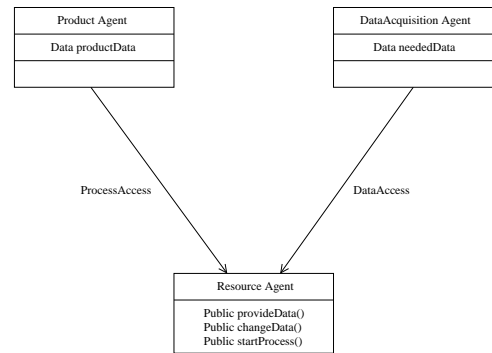 Product Agent
Data productData
DataAcquisition Agent
Data neededData
ProcessAccess
DataAccess
Resource Agent
Public provideData()
Public changeData()
Public startProcess()